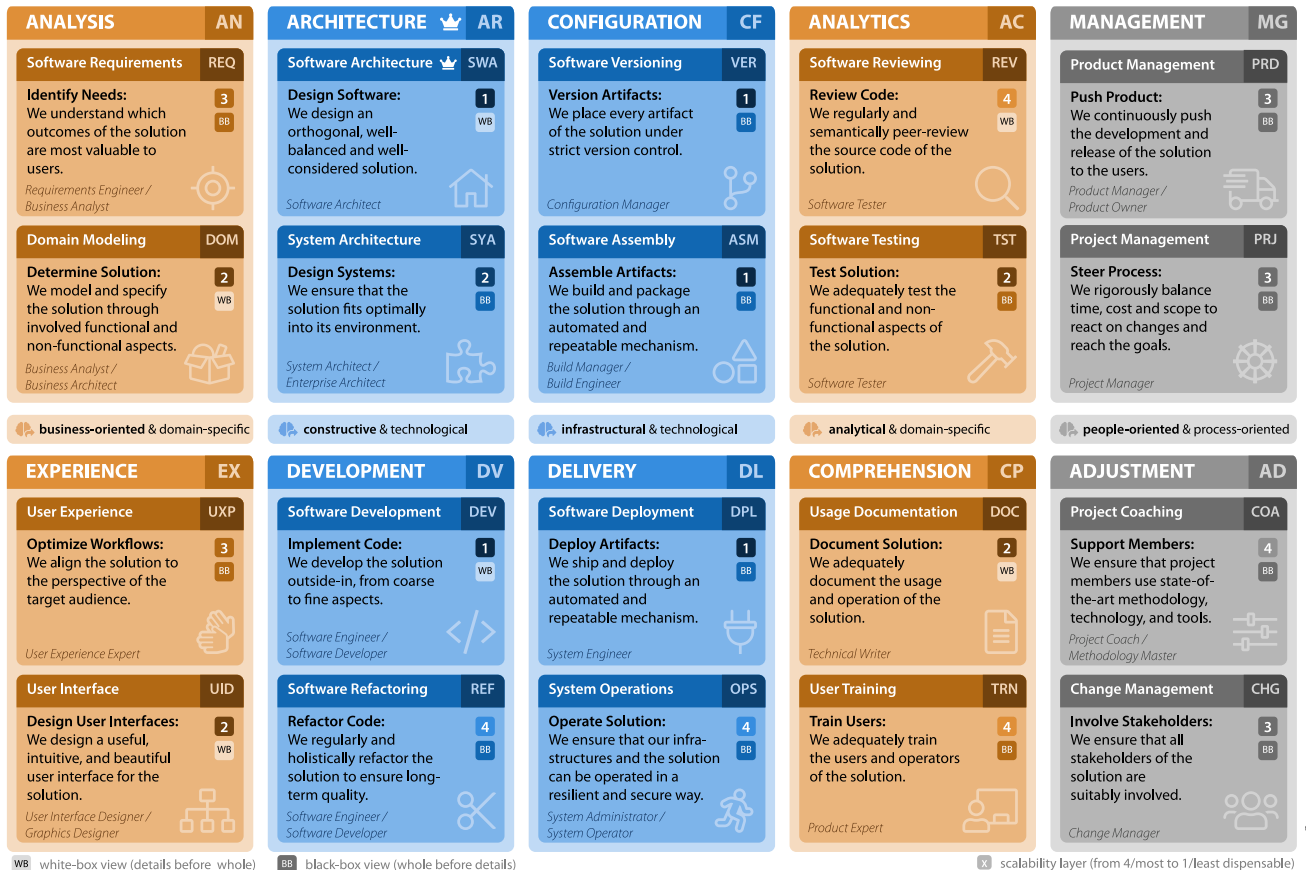 ANALYSIS AN
Software Requirements REQ
Identify Needs: 3
We understand which BB
outcomes of the solution
are most valuable to
users.
Requirements Engineer /
Business Analyst
Domain Modeling DOM
Determine Solution: 2
We model and specify WB
the solution through
involved functional and
non-functional aspects.
Business Analyst /
Business Architect
ARCHITECTURE AR
Software Architecture SWA
Design Software: 1
We design an WB
orthogonal, well-
balanced and well-
considered solution.
Software Architect
System Architecture SYA
Design Systems: 2
We ensure that the BB
solution fits optimally
into its environment.
System Architect /
Enterprise Architect
CONFIGURATION CF
Software Versioning VER
Version Artifacts: 1
We place every artifact BB
of the solution under
strict version control.
Configuration Manager
Software Assembly ASM
Assemble Artifacts: 1
We build and package BB
the solution through an
automated and
repeatable mechanism.
Build Manager /
Build Engineer
ANALYTICS AC
Software Reviewing REV
Review Code: 4
We regularly and WB
semantically peer-review
the source code of the
solution.
Software Tester
Software Testing TST
Test Solution: 2
We adequately test the BB
functional and non-
functional aspects of
the solution.
Software Tester
MANAGEMENT MG
Product Management PRD
Push Product: 3
We continuously push BB
the development and
release of the solution
to the users.
Product Manager /
Product Owner
Project Management PRJ
Steer Process: 3
We rigorously balance BB
time, cost and scope to
react on changes and
reach the goals.
Project Manager
business-oriented & domain-specific
constructive & technological
infrastructural & technological
analytical & domain-specific
people-oriented & process-oriented
EXPERIENCE EX
User Experience UXP
Optimize Workflows: 3
We align the solution to BB
the perspective of the
target audience.
User Experience Expert
User Interface UID
Design User Interfaces: 2
We design a useful, WB
intuitive, and beautiful
user interface for the
solution.
User Interface Designer /
Graphics Designer
DEVELOPMENT DV
Software Development DEV
Implement Code: 1
We develop the solution WB
outside-in, from coarse
to fine aspects.
Software Engineer /
Software Developer
Software Refactoring REF
Refactor Code: 4
We regularly and BB
holistically refactor the
solution to ensure long-
term quality.
Software Engineer /
Software Developer
DELIVERY DL
Software Deployment DPL
Deploy Artifacts: 1
We ship and deploy BB
the solution through an
automated and
repeatable mechanism.
System Engineer
System Operations OPS
Operate Solution: 4
We ensure that our infra- BB
structures and the solution
can be operated in a
resilient and secure way.
System Administrator /
System Operator
COMPREHENSION CP
Usage Documentation DOC
Document Solution: 2
We adequately WB
document the usage
and operation of the
solution.
Technical Writer
User Training TRN
Train Users: 4
We adequately train BB
the users and operators
of the solution.
Product Expert
ADJUSTMENT AD
Project Coaching COA
Support Members: 4
We ensure that project BB
members use state-of-
the-art methodology,
technology, and tools.
Project Coach /
Methodology Master
Change Management CHG
Involve Stakeholders: 3
We ensure that all BB
stakeholders of the
solution are
suitably involved.
Change Manager
WB white-box view (details before whole)
BB black-box view (whole before details)
x scalability layer (from 4/most to 1/least dispensable)